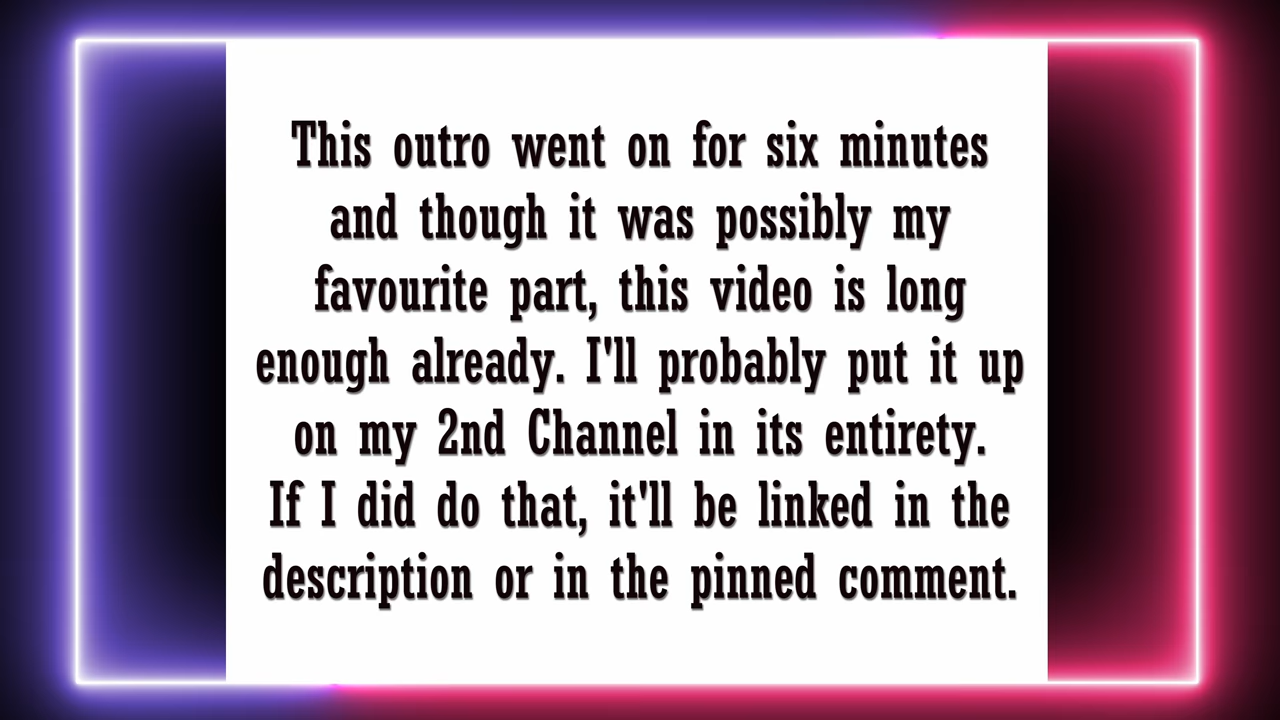 This outro went on for six minutes
and though it was possibly my
favourite part, this video is long
enough already. I'll probably put it up
on my 2nd Channel in its entirety.
If I did do that, it'll be linked in the
description or in the pinned comment.